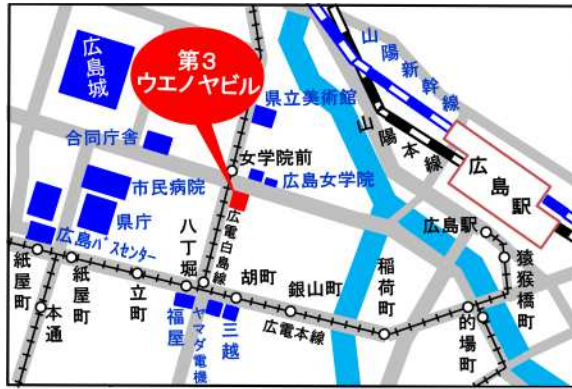 第3
ウエノヤビル
広島城
県立美術館
山陽新幹線
山陽本線
広島駅
合同庁舎
女学院前
広島女学院
市民病院
県庁
広島バスセンター
広電白島線
八丁堀
広島駅
猿猴橋町
紙屋町
本通
紙屋町
立町
福屋
ヤマダ電機
三越
胡町
銀山町
広電本線
稲荷町
的場町